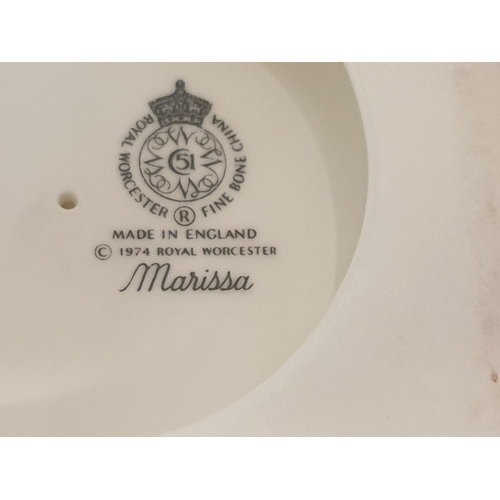 ROYAL WORCESTER ® FINE BONE CHINA
C 51
MADE IN ENGLAND
© 1974 ROYAL WORCESTER
Marissa